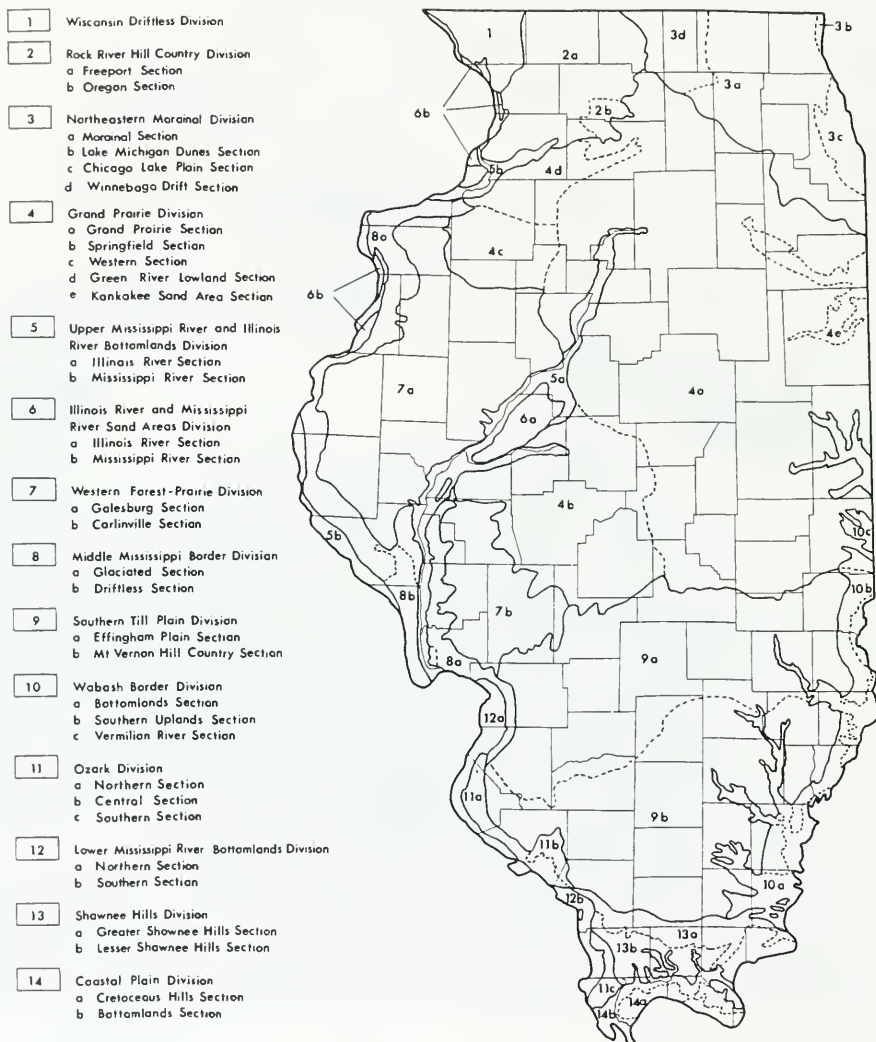 1 Wisconsin Driftless Division
2 Rock River Hill Country Division
a Freeport Section
b Oregon Section
3 Northeastern Morainal Division
a Morainal Section
b Lake Michigan Dunes Section
c Chicago Lake Plain Section
d Winnebago Drift Section
4 Grand Prairie Division
a Grand Prairie Section
b Springfield Section
c Western Section
d Green River Lowland Section
e Kankakee Sand Area Section
5 Upper Mississippi River and Illinois
River Bottomlands Division
a Illinois River Section
b Mississippi River Section
6 Illinois River and Mississippi
River Sand Areas Division
a Illinois River Section
b Mississippi River Section
7 Western Forest-Prairie Division
a Galesburg Section
b Carlinville Section
8 Middle Mississippi Border Division
a Glaciated Section
b Driftless Section
9 Southern Till Plain Division
a Effingham Plain Section
b Mt Vernon Hill Country Section
10 Wabash Border Division
a Bottomlands Section
b Southern Uplands Section
c Vermilion River Section
11 Ozark Division
a Northern Section
b Central Section
c Southern Section
12 Lower Mississippi River Bottomlands Division
a Northern Section
b Southern Section
13 Shawnee Hills Division
a Greater Shawnee Hills Section
b Lesser Shawnee Hills Section
14 Coastal Plain Division
a Cretaceous Hills Section
b Bottomlands Section
1
2a
3d
3b
3a
6b
2b
3c
5b
4d
8a
4c
6b
4e
5a
7a
4a
6a
4b
5b
10c
10b
8b
7b
8a
9a
12a
11a
9b
11b
10a
12b
13a
13b
11c
14a
14b